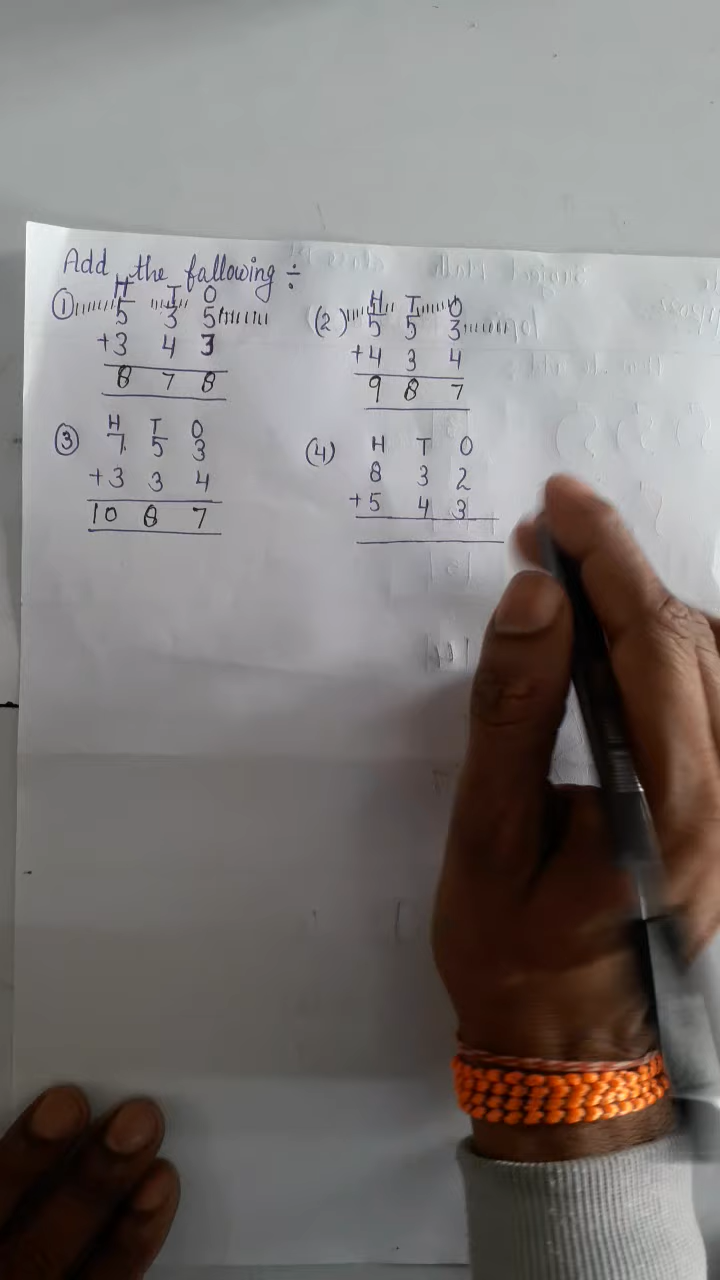 Add the fallowing ÷
① H T O
5 3 5
+3 4 3
8 7 8
(2) H T O
5 5 3
+4 3 4
9 8 7
③ H T O
7 5 3
+3 3 4
10 8 7
(4) H T O
8 3 2
+5 4 3